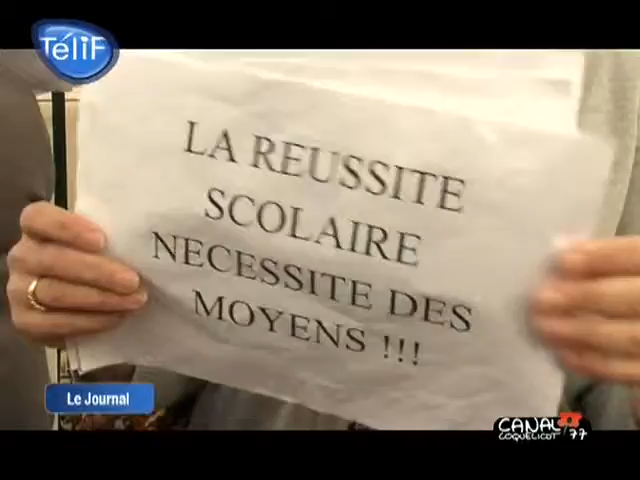 TéliF
LA REUSSITE
SCOLAIRE
NECESSITE DES
MOYENS !!!
Le Journal
CANAL
COQUELICOT 77